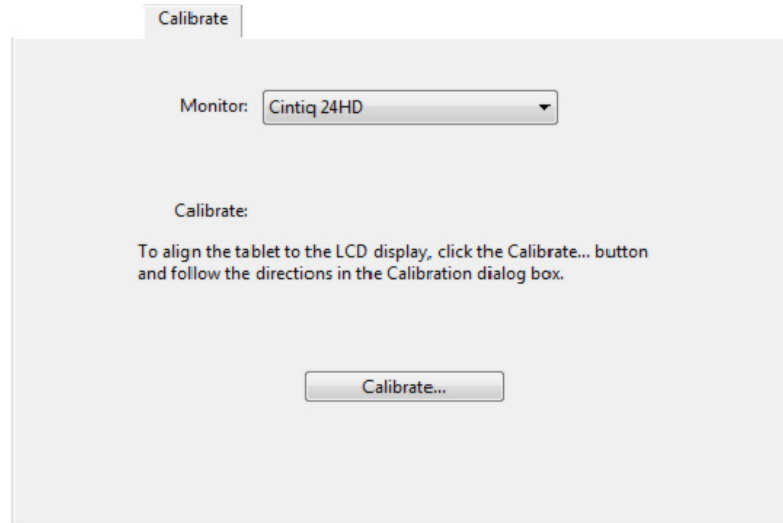 Calibrate
Monitor: Cintiq 24HD
Calibrate:
To align the tablet to the LCD display, click the Calibrate... button
and follow the directions in the Calibration dialog box.
Calibrate...